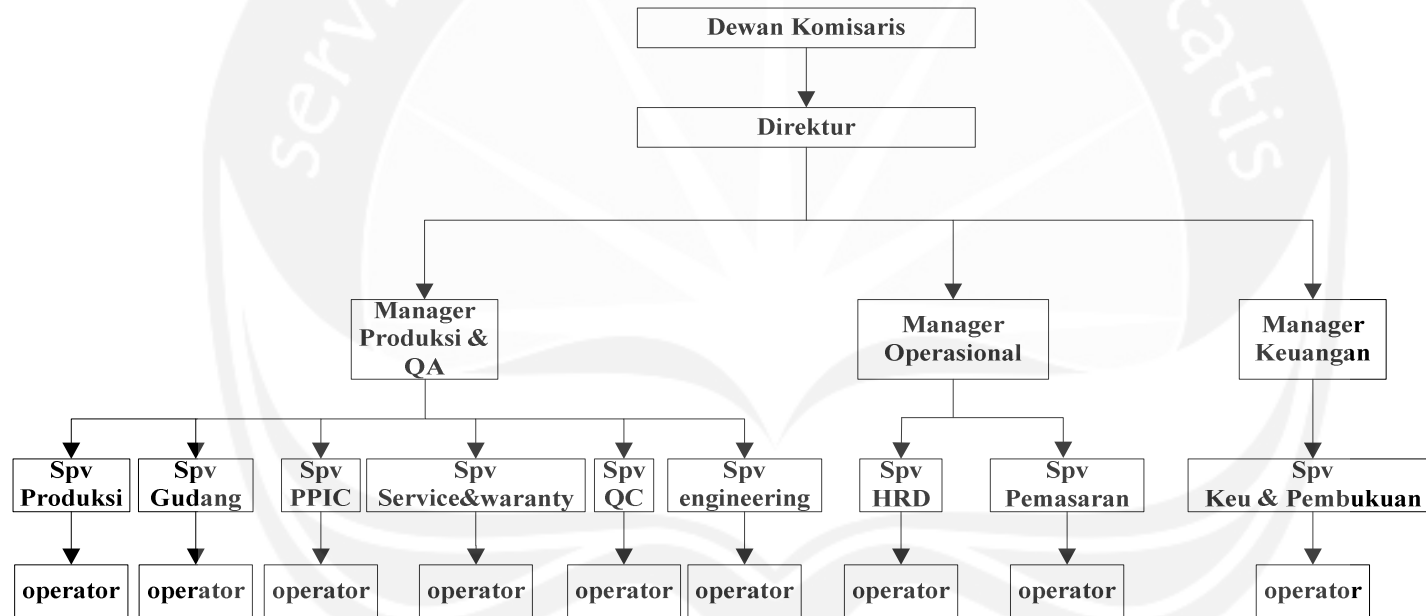 Dewan Komisaris
Direktur
Manager
Produksi &
QA
Manager
Operasional
Manager
Keuangan
Spv
Produksi
Spv
Gudang
Spv
PPIC
Spv
Service&waranty
Spv
QC
Spv
engineering
Spv
HRD
Spv
Pemasaran
Spv
Keu & Pembukuan
operator
operator
operator
operator
operator
operator
operator
operator
operator